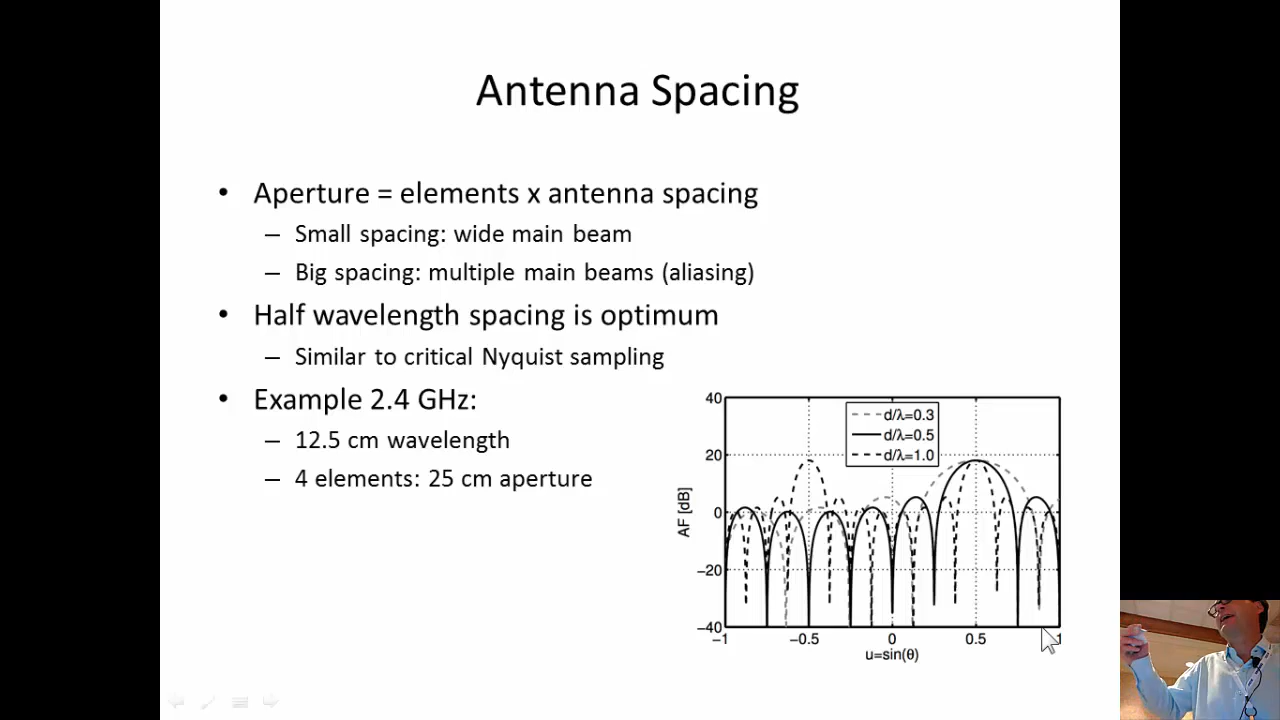 Antenna Spacing
• Aperture = elements x antenna spacing
– Small spacing: wide main beam
– Big spacing: multiple main beams (aliasing)
• Half wavelength spacing is optimum
– Similar to critical Nyquist sampling
• Example 2.4 GHz:
– 12.5 cm wavelength
– 4 elements: 25 cm aperture
40
20
0
−20
−40
AF [dB]
d/λ=0.3
d/λ=0.5
d/λ=1.0
−1 −0.5 0 0.5 1
u=sin(θ)